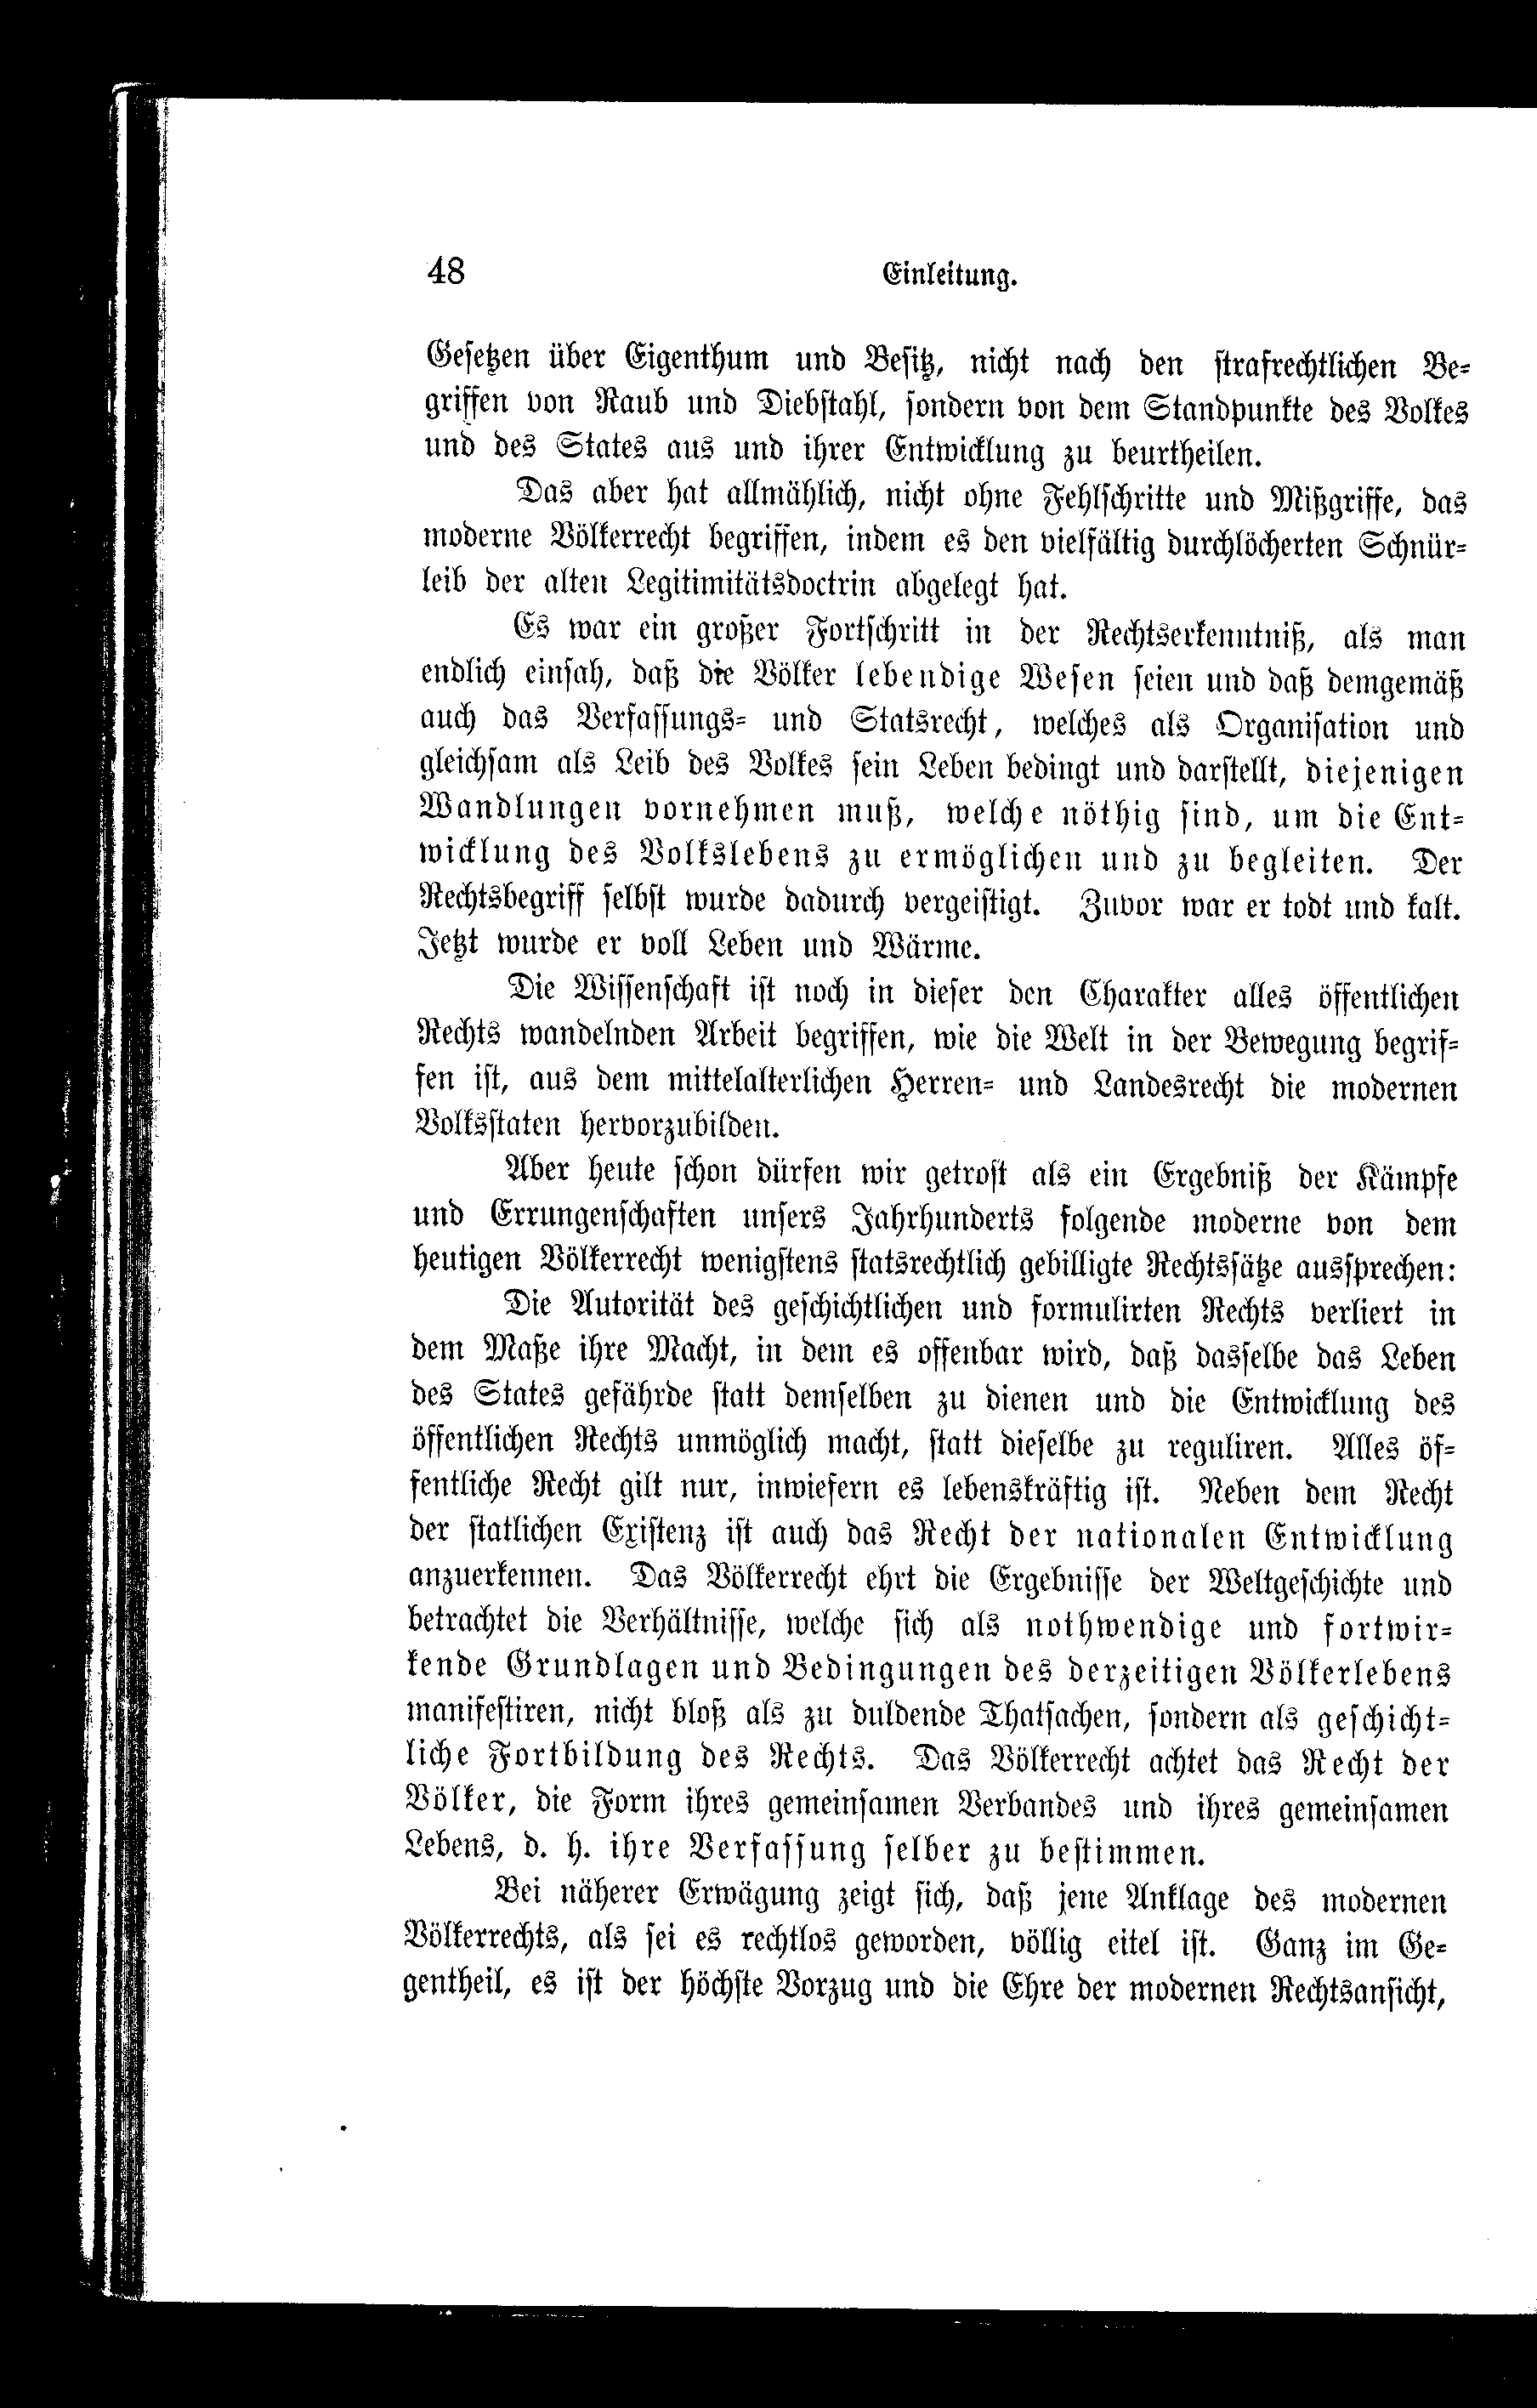 48 Einleitung.
Gesetzen über Eigenthum und Besitz, nicht nach den strafrechtlichen Be-
griffen von Raub und Diebstahl, sondern von dem Standpunkte des Volkes
und des States aus und ihrer Entwicklung zu beurtheilen.
Das aber hat allmählich, nicht ohne Fehlschritte und Mißgriffe, das
moderne Völkerrecht begriffen, indem es den vielfältig durchlöcherten Schnür-
leib der alten Legitimitätsdoctrin abgelegt hat.
Es war ein großer Fortschritt in der Rechtserkenntniß, als man
endlich einsah, daß die Völker lebendige Wesen seien und daß demgemäß
auch das Verfassungs- und Statsrecht, welches als Organisation und
gleichsam als Leib des Volkes sein Leben bedingt und darstellt, diejenigen
Wandlungen vornehmen muß, welche nöthig sind, um die Ent-
wicklung des Volkslebens zu ermöglichen und zu begleiten. Der
Rechtsbegriff selbst wurde dadurch vergeistigt. Zuvor war er todt und kalt.
Jetzt wurde er voll Leben und Wärme.
Die Wissenschaft ist noch in dieser den Charakter alles öffentlichen
Rechts wandelnden Arbeit begriffen, wie die Welt in der Bewegung begrif-
fen ist, aus dem mittelalterlichen Herren- und Landesrecht die modernen
Volksstaten hervorzubilden.
Aber heute schon dürfen wir getrost als ein Ergebniß der Kämpfe
und Errungenschaften unsers Jahrhunderts folgende moderne von dem
heutigen Völkerrecht wenigstens statsrechtlich gebilligte Rechtssätze aussprechen:
Die Autorität des geschichtlichen und formulirten Rechts verliert in
dem Maße ihre Macht, in dem es offenbar wird, daß dasselbe das Leben
des States gefährde statt demselben zu dienen und die Entwicklung des
öffentlichen Rechts unmöglich macht, statt dieselbe zu reguliren. Alles öf-
fentliche Recht gilt nur, inwiefern es lebenskräftig ist. Neben dem Recht
der statlichen Existenz ist auch das Recht der nationalen Entwicklung
anzuerkennen. Das Völkerrecht ehrt die Ergebnisse der Weltgeschichte und
betrachtet die Verhältnisse, welche sich als nothwendige und fortwir-
kende Grundlagen und Bedingungen des derzeitigen Völkerlebens
manifestiren, nicht bloß als zu duldende Thatsachen, sondern als geschicht-
liche Fortbildung des Rechts. Das Völkerrecht achtet das Recht der
Völker, die Form ihres gemeinsamen Verbandes und ihres gemeinsamen
Lebens, d. h. ihre Verfassung selber zu bestimmen.
Bei näherer Erwägung zeigt sich, daß jene Anklage des modernen
Völkerrechts, als sei es rechtlos geworden, völlig eitel ist. Ganz im Ge-
gentheil, es ist der höchste Vorzug und die Ehre der modernen Rechtsansicht,